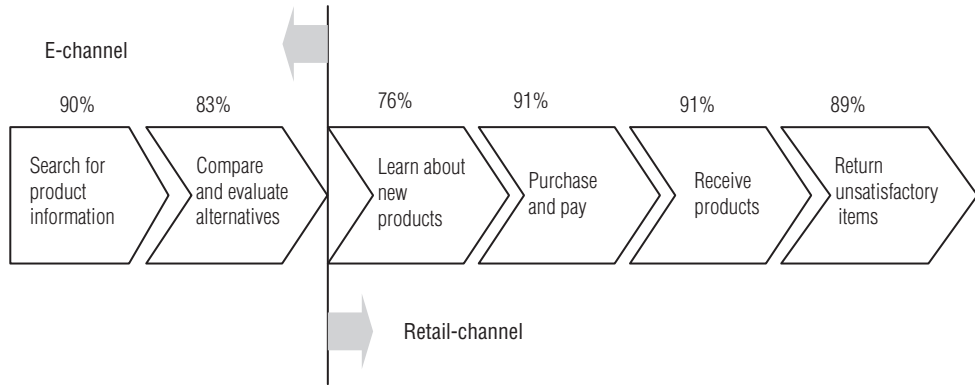 E-channel
90%
83%
76%
91%
91%
89%
Search for
product
information
Compare
and evaluate
alternatives
Learn about
new
products
Purchase
and pay
Receive
products
Return
unsatisfactory
items
Retail-channel